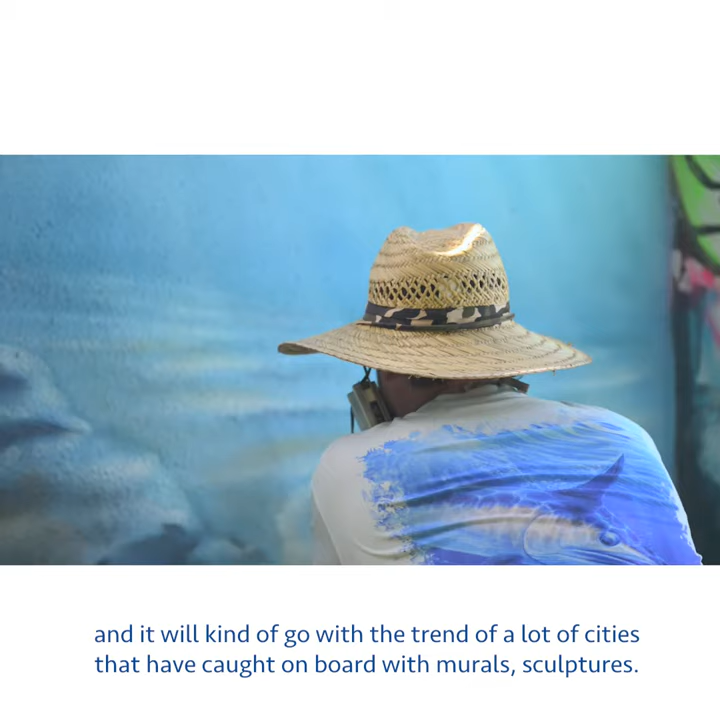 and it will kind of go with the trend of a lot of cities
that have caught on board with murals, sculptures.